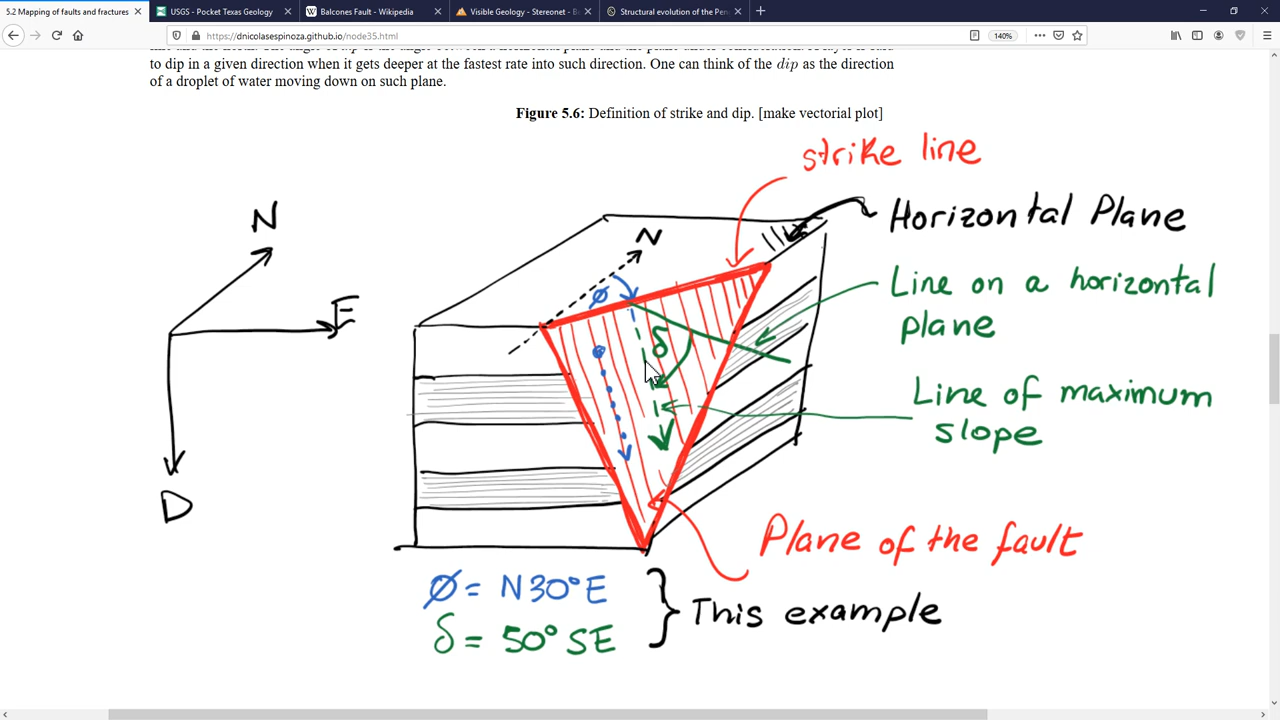 5.2 Mapping of faults and fractures
USGS - Pocket Texas Geology
Balcones Fault - Wikipedia
Visible Geology - Stereonet - B
Structural evolution of the Pe
https://dnicolasespinoza.github.io/node35.html
140%
to dip in a given direction when it gets deeper at the fastest rate into such direction. One can think of the dip as the direction
of a droplet of water moving down on such plane.
Figure 5.6: Definition of strike and dip. [make vectorial plot]
strike line
N
N
Horizontal Plane
Line on a horizontal
plane
E
ϕ
δ
Line of maximum
slope
D
Plane of the fault
ϕ = N30°E
δ = 50° SE
This example